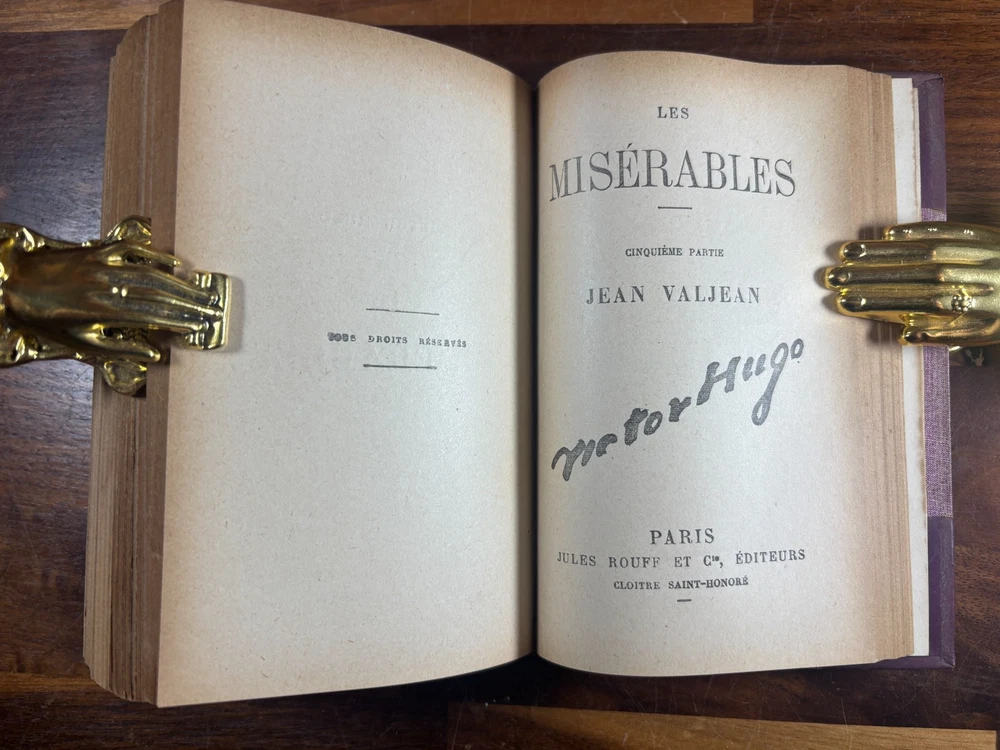 TOUS DROITS RÉSERVÉS
LES
MISÉRABLES
CINQUIÈME PARTIE
JEAN VALJEAN
Victor Hugo
PARIS
JULES ROUFF ET Cie, ÉDITEURS
CLOITRE SAINT-HONORÉ